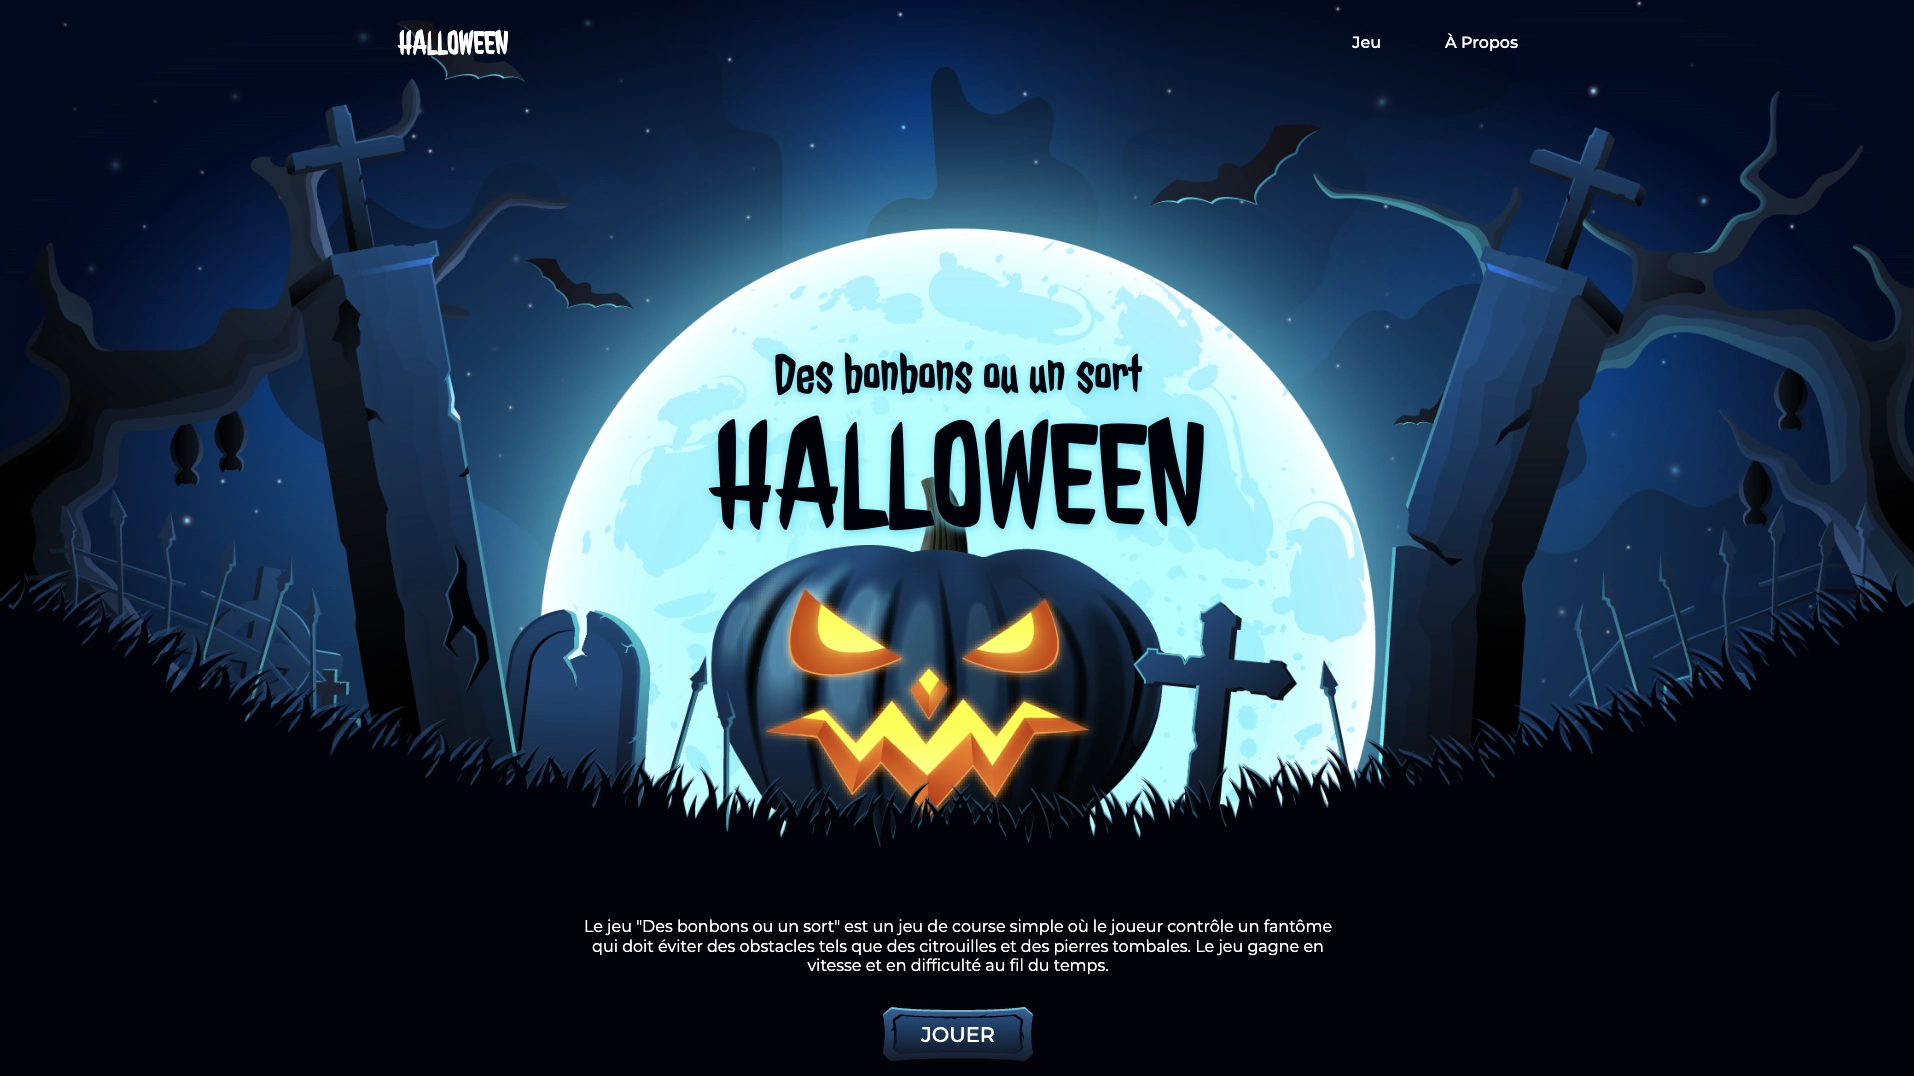 HALLOWEEN
Jeu
À Propos
Des bonbons ou un sort
HALLOWEEN
Le jeu "Des bonbons ou un sort" est un jeu de course simple où le joueur contrôle un fantôme
qui doit éviter des obstacles tels que des citrouilles et des pierres tombales. Le jeu gagne en
vitesse et en difficulté au fil du temps.
JOUER